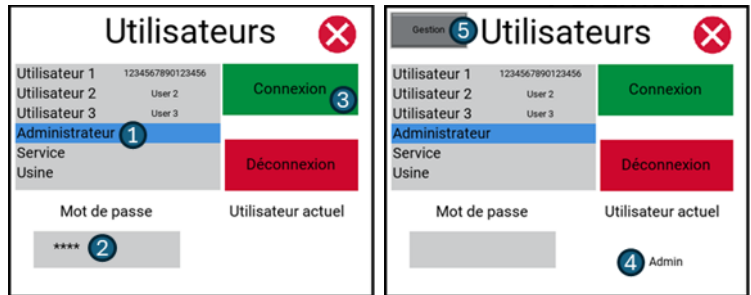 Utilisateurs
Utilisateur 1 1234567890123456
Utilisateur 2 User 2
Utilisateur 3 User 3
Administrateur 1
Service
Usine
Connexion 3
Déconnexion
Mot de passe
**** 2
Utilisateur actuel
Gestion 5 Utilisateurs
Utilisateur 1 1234567890123456
Utilisateur 2 User 2
Utilisateur 3 User 3
Administrateur
Service
Usine
Connexion
Déconnexion
Mot de passe
Utilisateur actuel
4 Admin